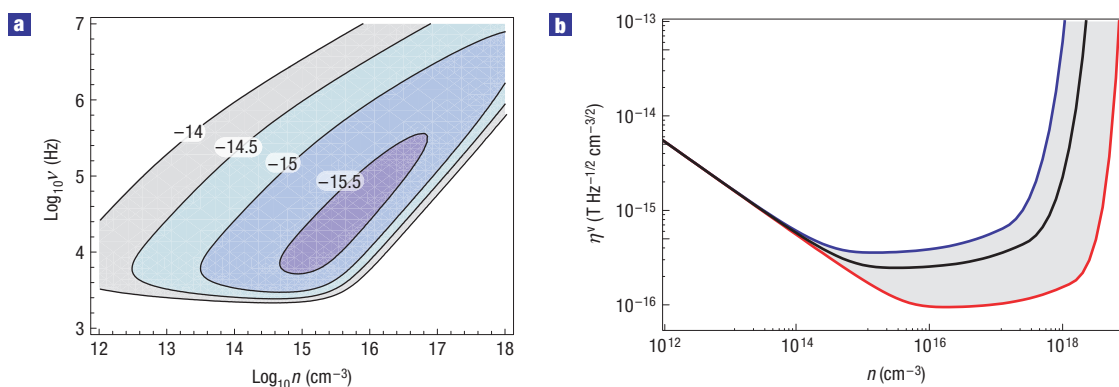 a
7
6
5
4
3
Log₁₀ν (Hz)
−14
−14.5
−15
−15.5
12 13 14 15 16 17 18
Log₁₀n (cm⁻³)
b
10⁻¹³
10⁻¹⁴
10⁻¹⁵
10⁻¹⁶
ηᵛ (T Hz⁻¹/² cm⁻³/²)
10¹² 10¹⁴ 10¹⁶ 10¹⁸
n (cm⁻³)